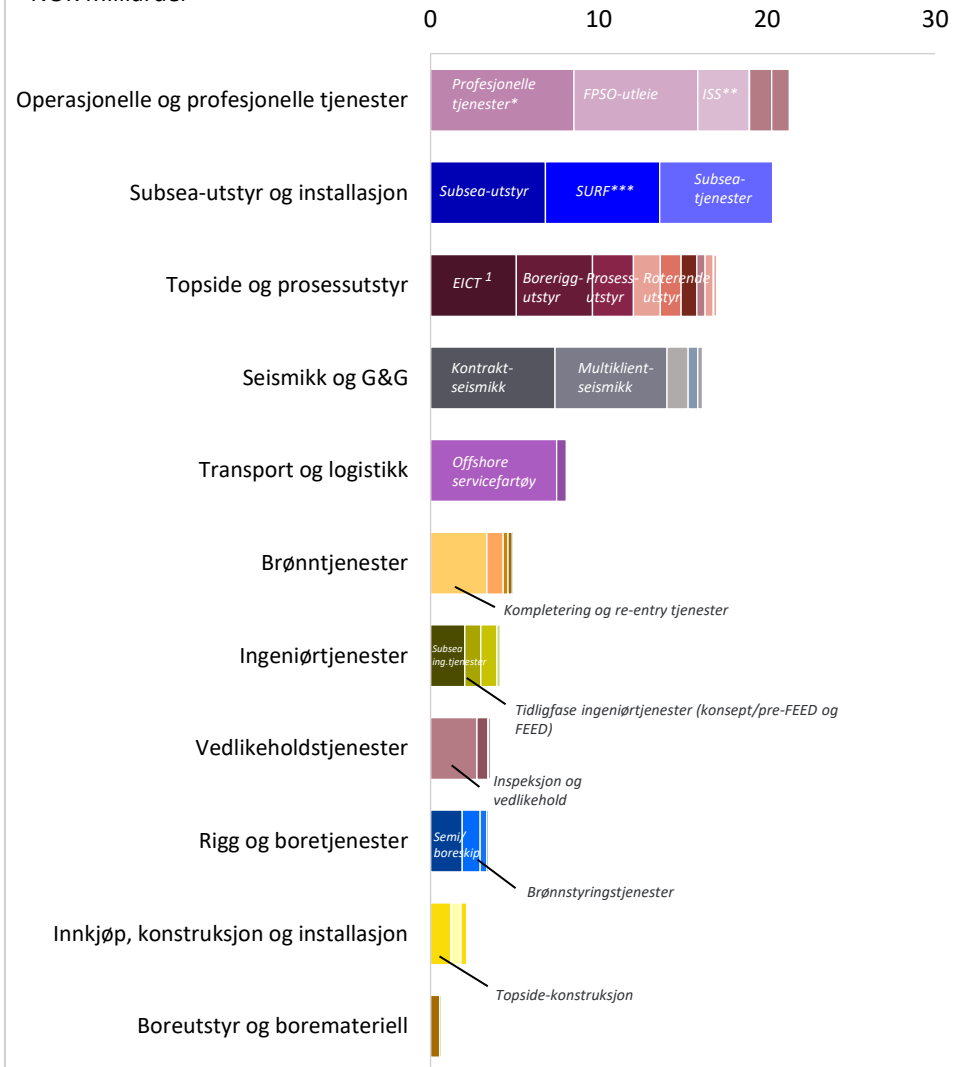 0
10
20
30
Operasjonelle og profesjonelle tjenester
Profesjonelle
tjenester*
FPSO-utleie
ISS**
Subsea-utstyr og installasjon
Subsea-utstyr
SURF***
Subsea-
tjenester
Topside og prosessutstyr
EICT 1
Borerigg-
utstyr
Prosess-
utstyr
Roterende
utstyr
Seismikk og G&G
Kontrakt-
seismikk
Multiklient-
seismikk
Transport og logistikk
Offshore
servicefartøy
Brønntjenester
Kompletering og re-entry tjenester
Ingeniørtjenester
Subsea
ing.tjenester
Tidligfase ingeniørtjenester (konsept/pre-FEED og
FEED)
Vedlikeholdstjenester
Inspeksjon og
vedlikehold
Rigg og boretjenester
Semi/
boreskip
Brønnstyringstjenester
Innkjøp, konstruksjon og installasjon
Topside-konstruksjon
Boreutstyr og boremateriell